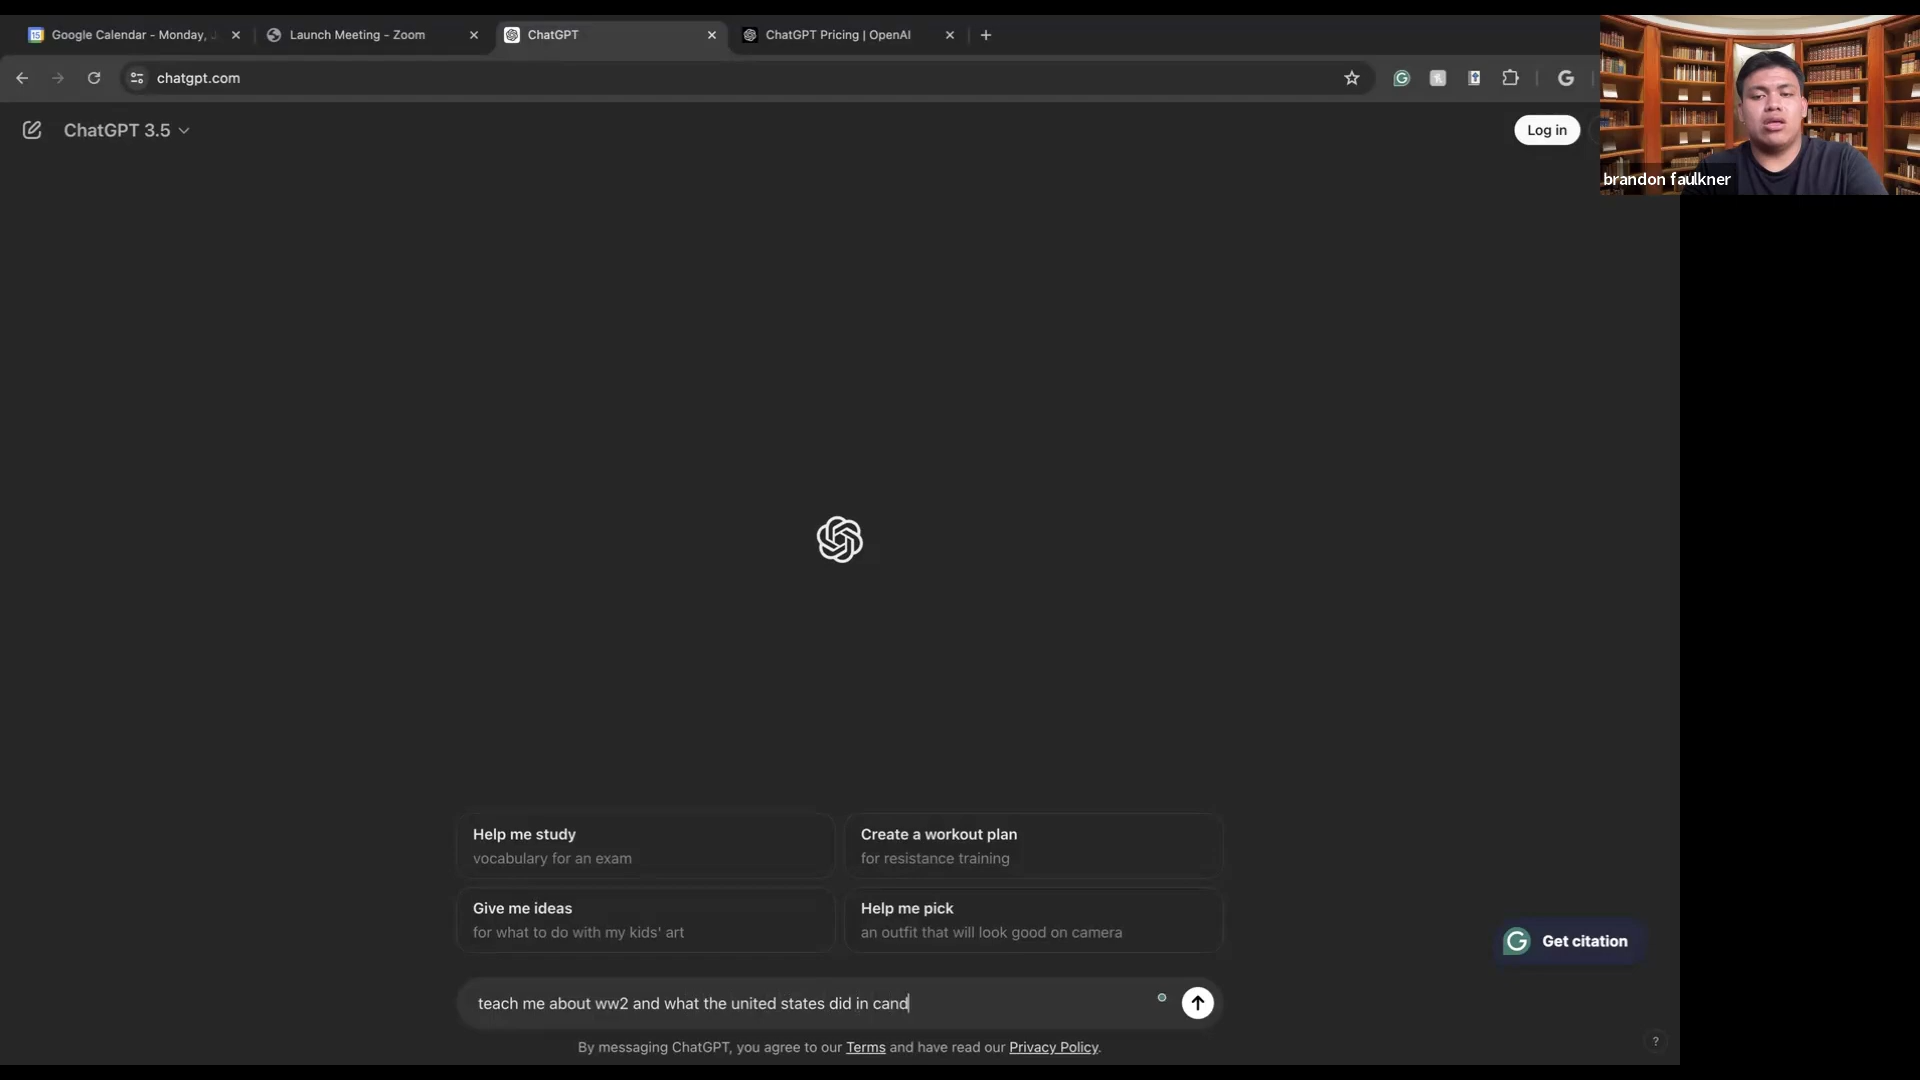 Google Calendar - Monday,
Launch Meeting - Zoom
ChatGPT
ChatGPT Pricing | OpenAI
chatgpt.com
ChatGPT 3.5
Log in
brandon faulkner
Help me study
vocabulary for an exam
Create a workout plan
for resistance training
Give me ideas
for what to do with my kids' art
Help me pick
an outfit that will look good on camera
Get citation
teach me about ww2 and what the united states did in cand
By messaging ChatGPT, you agree to our Terms and have read our Privacy Policy.
?